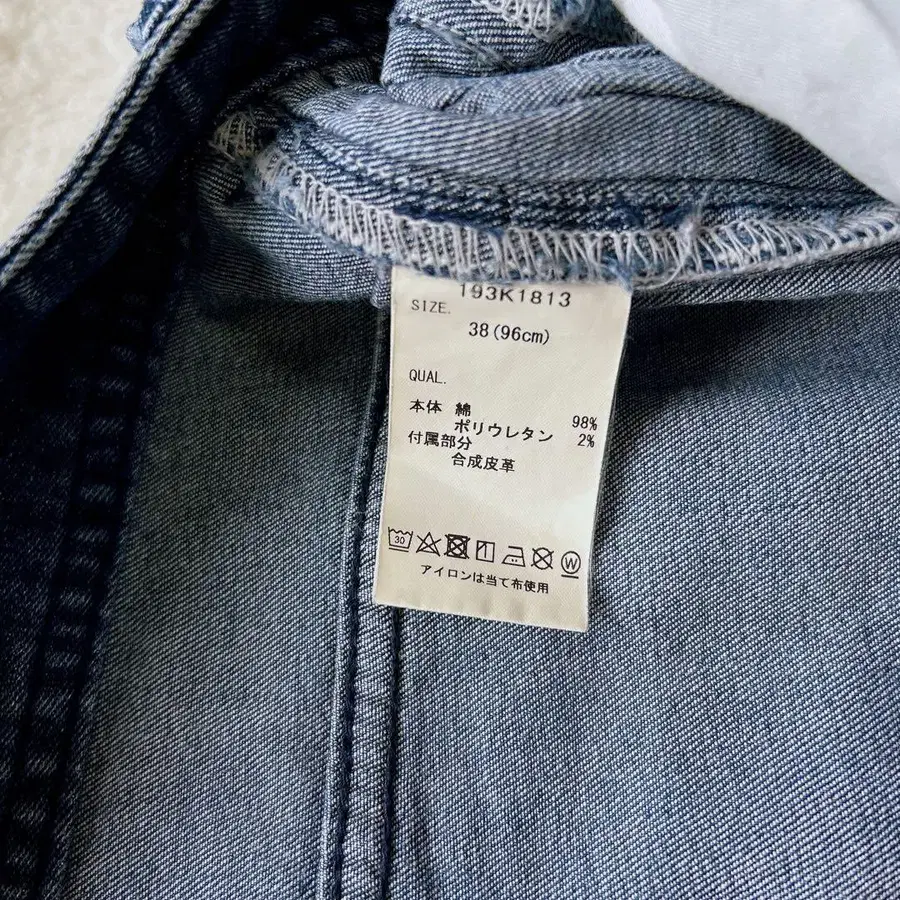 193K1813
SIZE.
38(96cm)
QUAL.
本体 綿 98%
ポリウレタン 2%
付属部分
合成皮革
30
W
アイロンは当て布使用